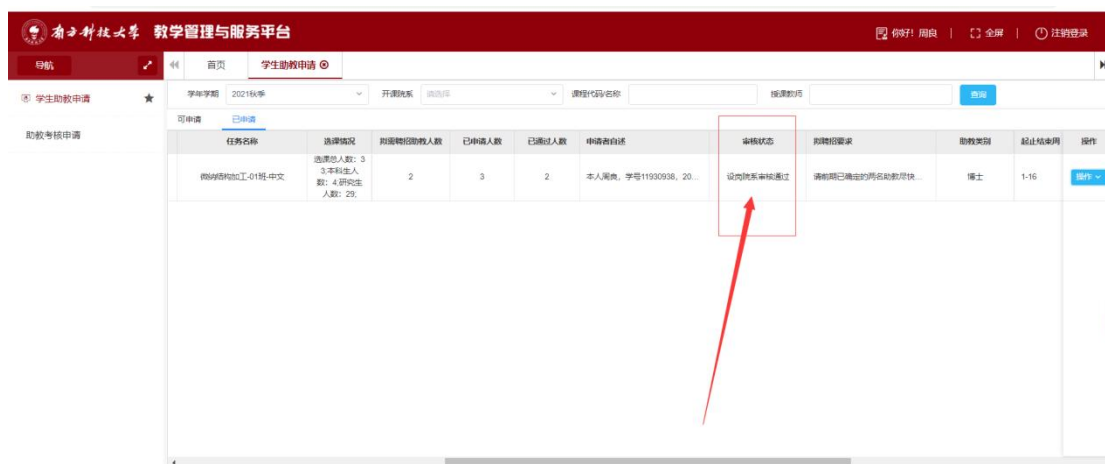 南方科技大学 教学管理与服务平台
你好! 周良 | 全屏 | 注销登录
导航 首页 学生助教申请
学生助教申请
助教考核申请
学年学期 2021秋季 开课院系 请选择 课程代码/名称 授课教师 查询
可申请 已申请
任务名称 选课情况 拟需聘招助教人数 已申请人数 已通过人数 申请者自述 审核状态 拟聘招要求 助教类别 起止结束周 操作
选课总人数: 3
3;本科生人
微纳结构加工-01班-中文 数: 4;研究生 2 3 2 本人周良, 学号11930938, 20... 设岗院系审核通过 请前期已确定的两名助教尽快... 博士 1-16 操作
人数: 29;